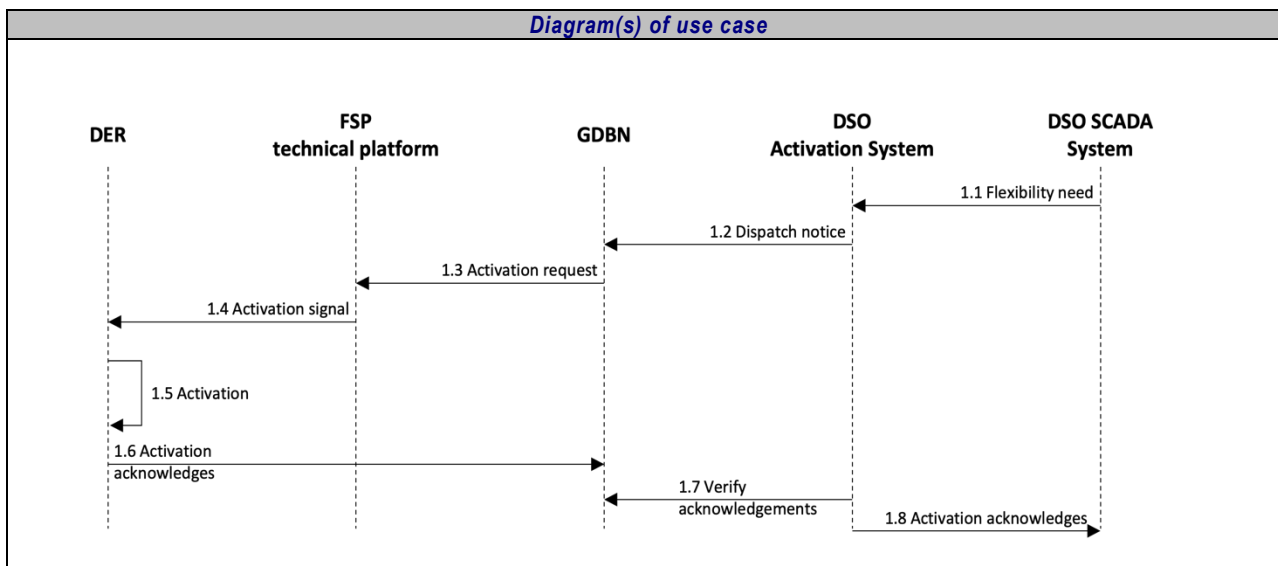 Diagram(s) of use case
DER
FSP
technical platform
GDBN
DSO
Activation System
DSO SCADA
System
1.1 Flexibility need
1.2 Dispatch notice
1.3 Activation request
1.4 Activation signal
1.5 Activation
1.6 Activation
acknowledges
1.7 Verify
acknowledgements
1.8 Activation acknowledges